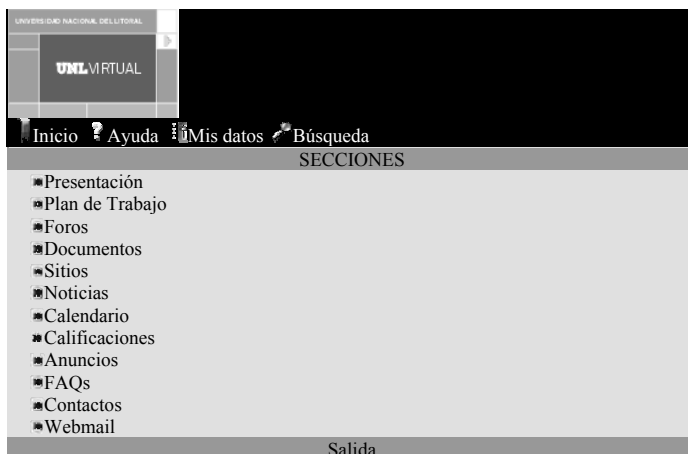 UNIVERSIDAD NACIONAL DEL LITORAL
UNLVIRTUAL
Inicio Ayuda Mis datos Búsqueda
SECCIONES
Presentación
Plan de Trabajo
Foros
Documentos
Sitios
Noticias
Calendario
Calificaciones
Anuncios
FAQs
Contactos
Webmail
Salida